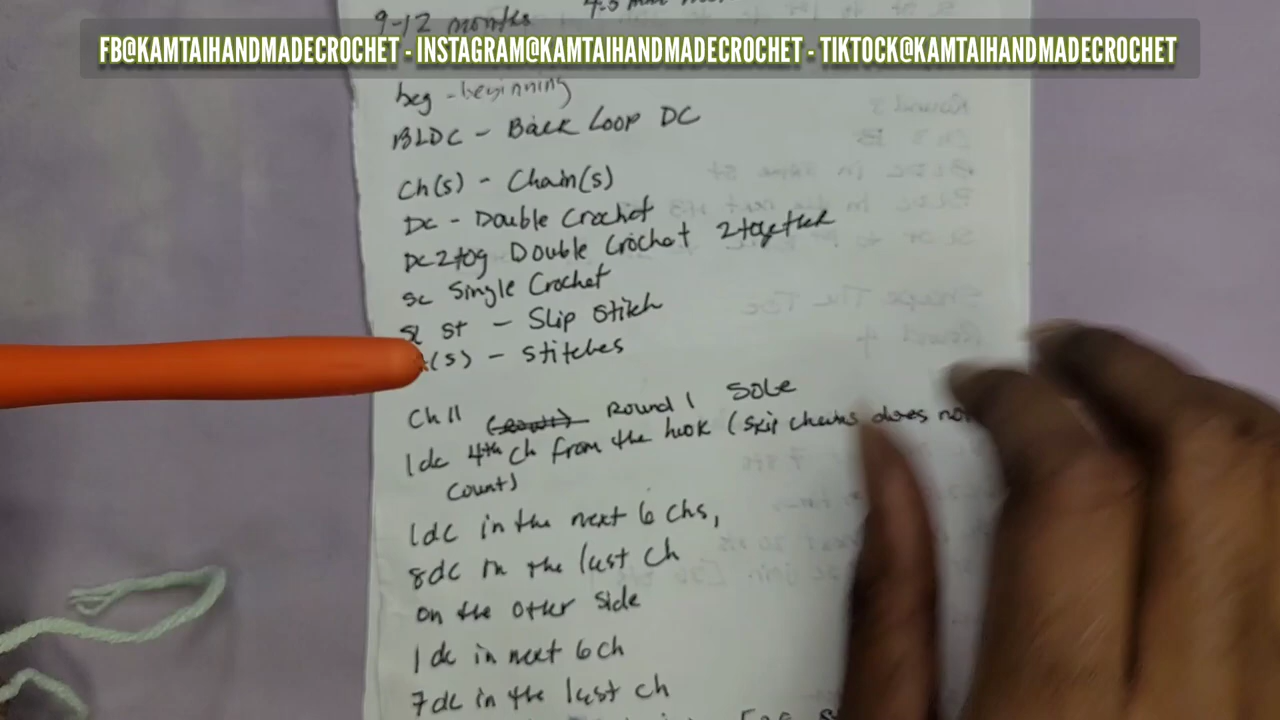 9-12 months
FB@KAMTAIHANDMADECROCHET - INSTAGRAM@KAMTAIHANDMADECROCHET - TIKTOCK@KAMTAIHANDMADECROCHET
beg - beginning
BLDC - Back Loop DC
Ch(s) - Chain(s)
DC - Double Crochet
DC2tog Double Crochet 2together
SC Single Crochet
SL St - Slip Stitch
(s) - Stitches
Ch 11 Round 1 Sole
1dc 4th ch from the hook (skip chains does not
Count)
1dc in the next 6 chs,
8dc in the last ch
on the other side
1dc in next 6ch
7dc in the last ch